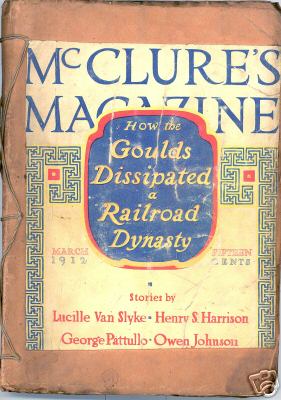 McCLURE'S
MAGAZINE
How the
Goulds
Dissipated
a
Railroad
Dynasty
MARCH
1912
FIFTEEN
CENTS
Stories by
Lucille Van Slyke · Henry S. Harrison
George Pattullo · Owen Johnson